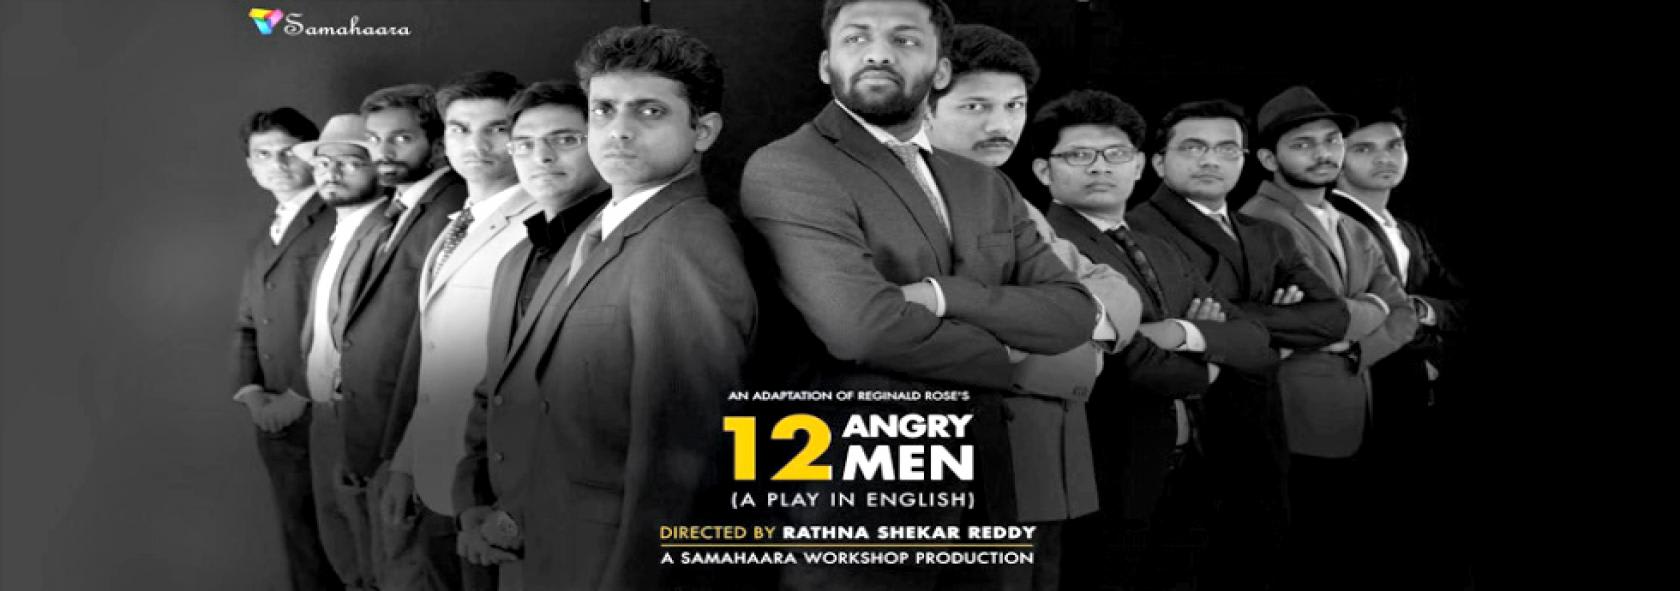 Samahaara
AN ADAPTATION OF REGINALD ROSE'S
12 ANGRY
MEN
(A PLAY IN ENGLISH)
DIRECTED BY RATHNA SHEKAR REDDY
A SAMAHAARA WORKSHOP PRODUCTION